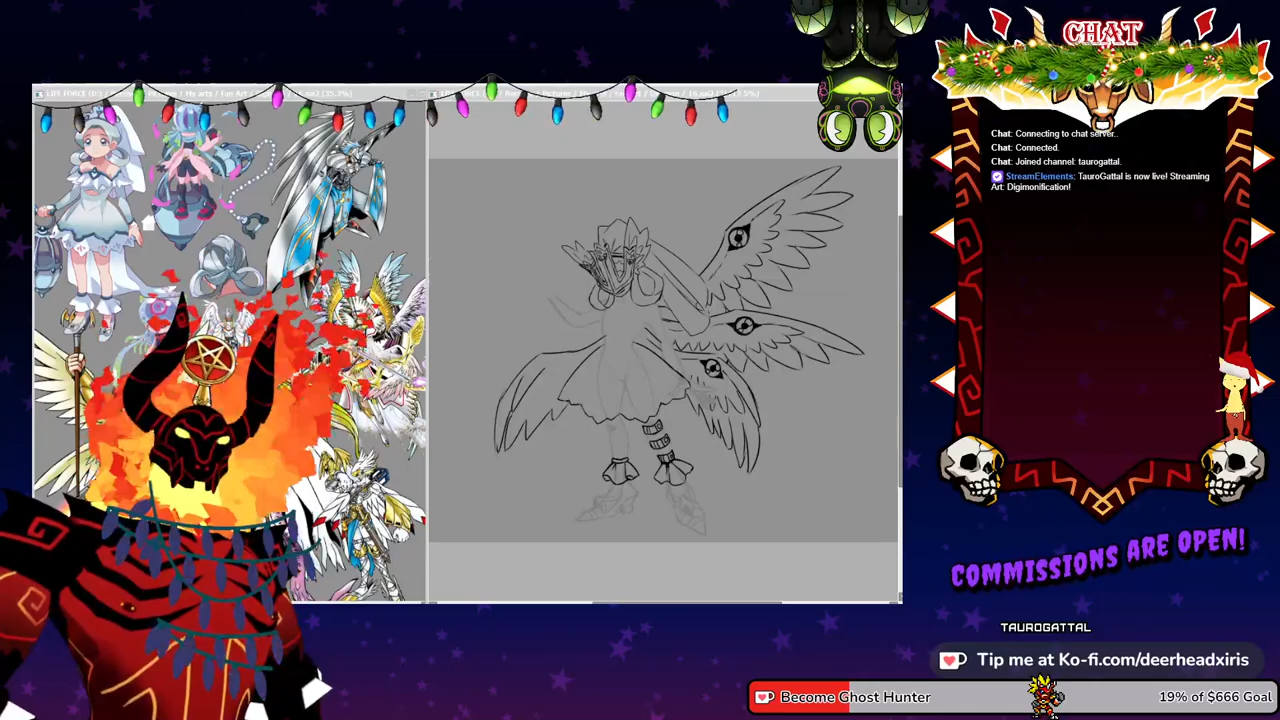 CHAT
Chat: Connecting to chat server..
Chat: Connected.
Chat: Joined channel: taurogattal.
StreamElements: TauroGattal is now live! Streaming
Art: Digimonification!
COMMISSIONS ARE OPEN!
TAUROGATTAL
Tip me at Ko-fi.com/deerheadxiris
Become Ghost Hunter
19% of $666 Goal